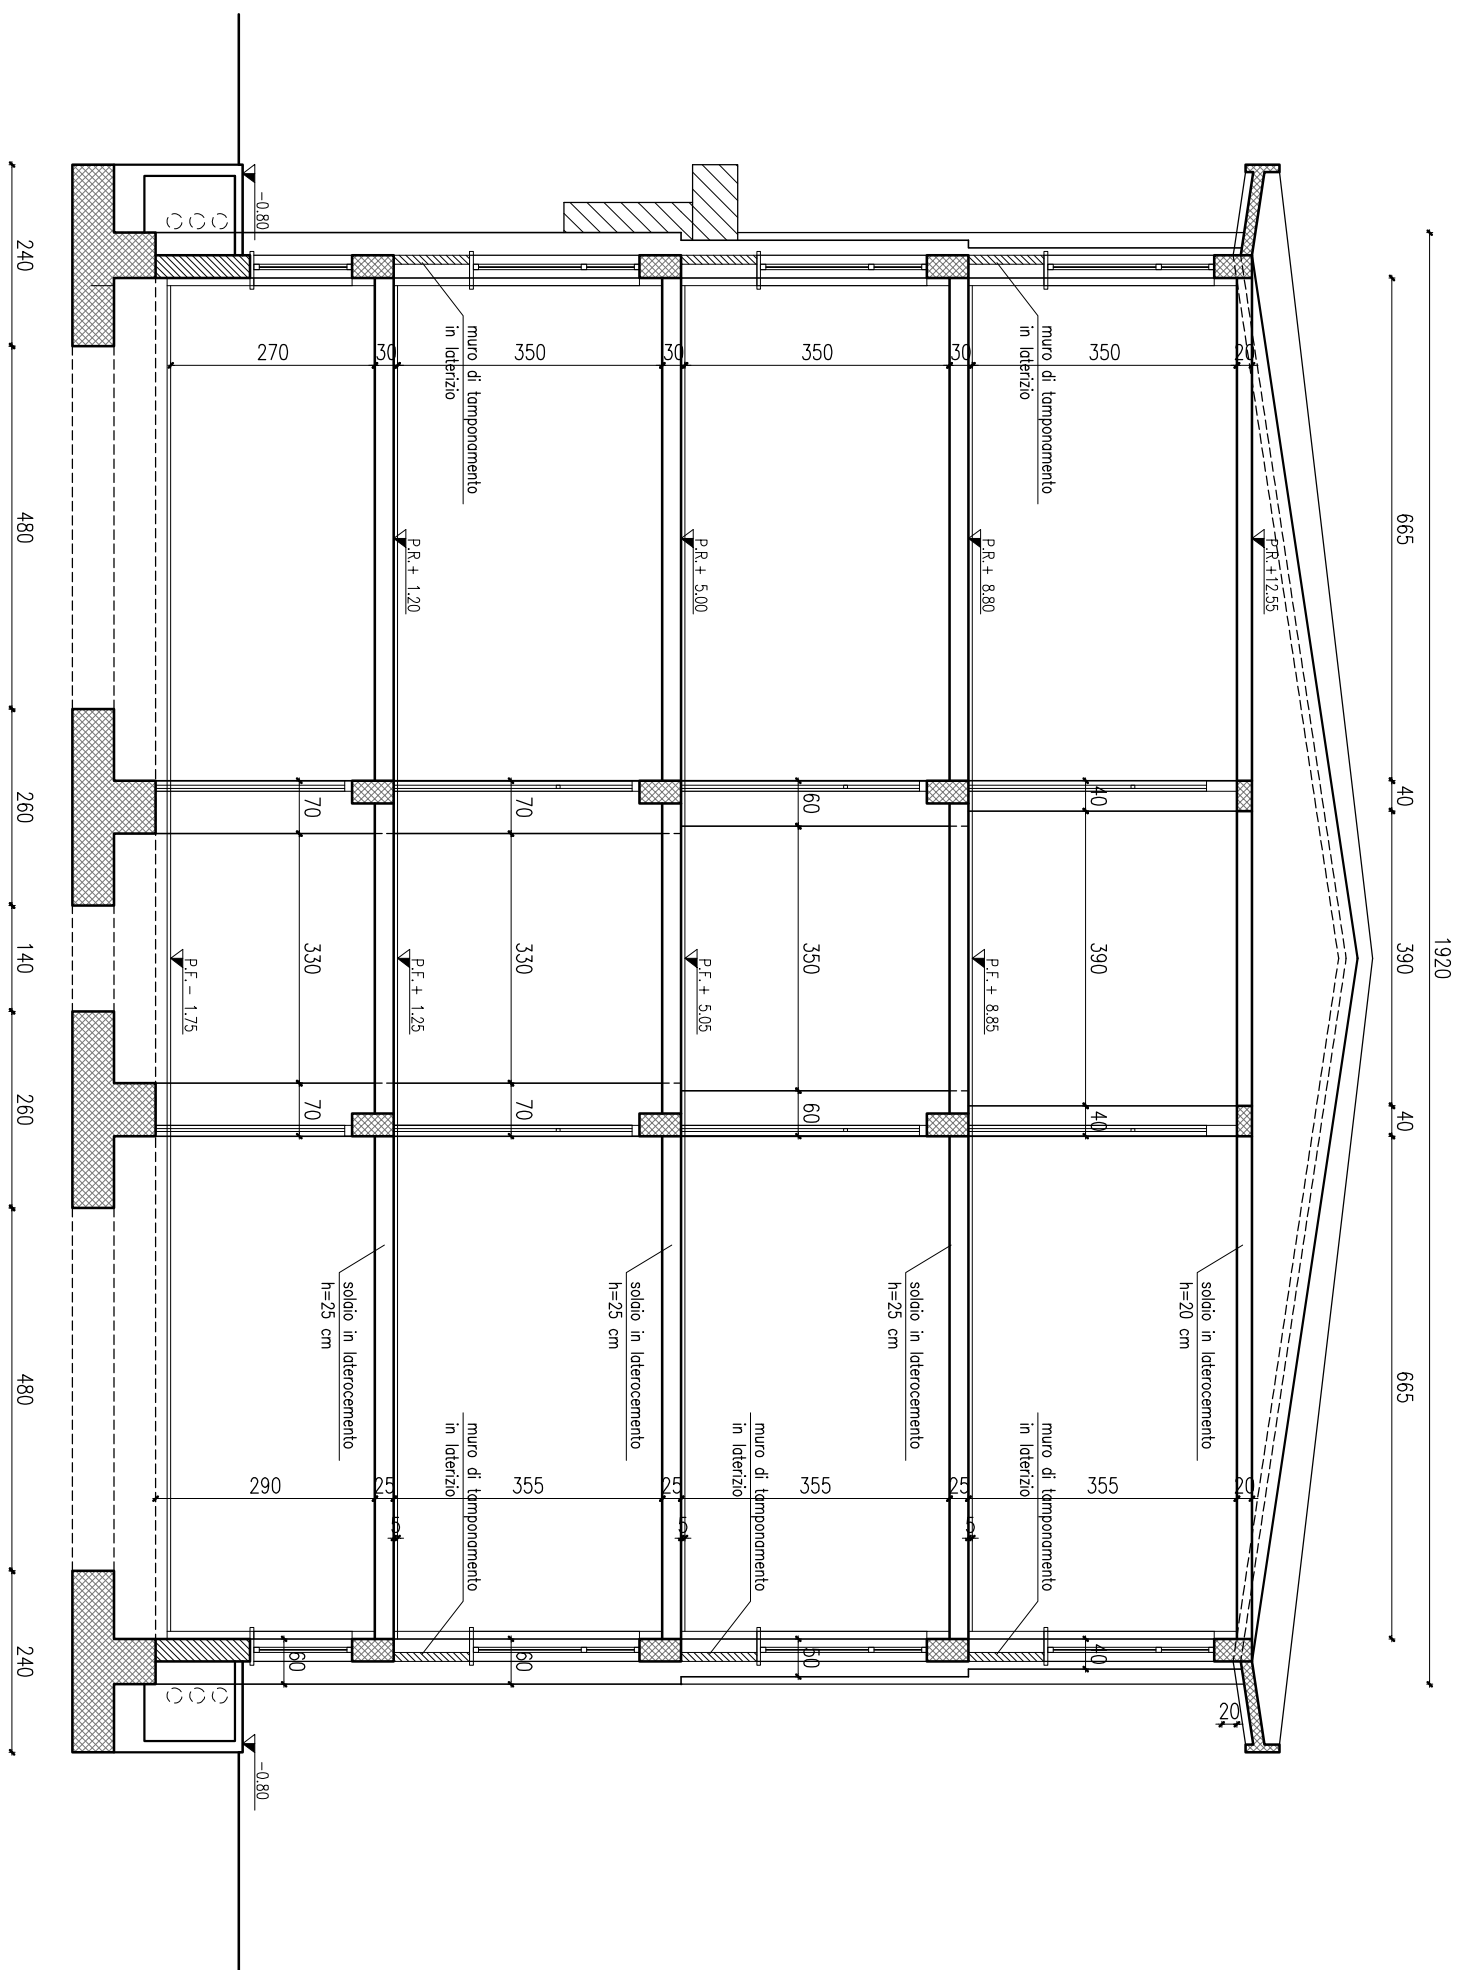 1920
665
40
390
40
665
P.R.+12.55
20
350
30
350
30
350
30
270
muro di tamponamento
in laterizio
muro di tamponamento
in laterizio
P.R.+ 8.80
P.R.+ 5.00
P.R.+ 1.20
-0.80
40
390
40
60
350
60
70
330
70
70
330
70
P.F.+ 8.85
P.F.+ 5.05
P.F.+ 1.25
P.F.- 1.75
solaio in laterocemento
h=20 cm
solaio in laterocemento
h=25 cm
solaio in laterocemento
h=25 cm
solaio in laterocemento
h=25 cm
20
355
25
355
25
355
25
290
5
5
5
muro di tamponamento
in laterizio
muro di tamponamento
in laterizio
muro di tamponamento
in laterizio
40
50
60
60
20
-0.80
240
480
260
140
260
480
240